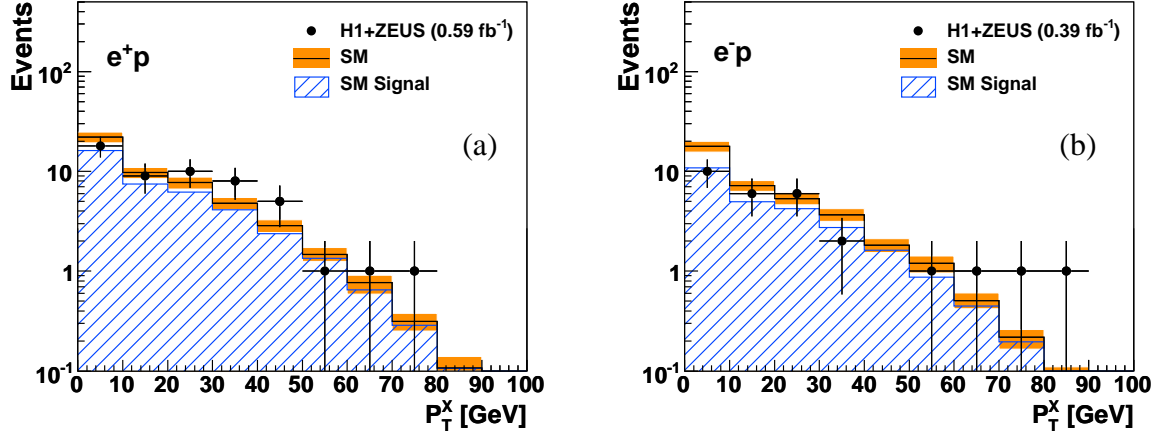 Events
e⁺p
H1+ZEUS (0.59 fb⁻¹)
SM
SM Signal
(a)
10²
10
1
10⁻¹
0 10 20 30 40 50 60 70 80 90 100
P_T^X [GeV]
Events
e⁻p
H1+ZEUS (0.39 fb⁻¹)
SM
SM Signal
(b)
10²
10
1
10⁻¹
0 10 20 30 40 50 60 70 80 90 100
P_T^X [GeV]